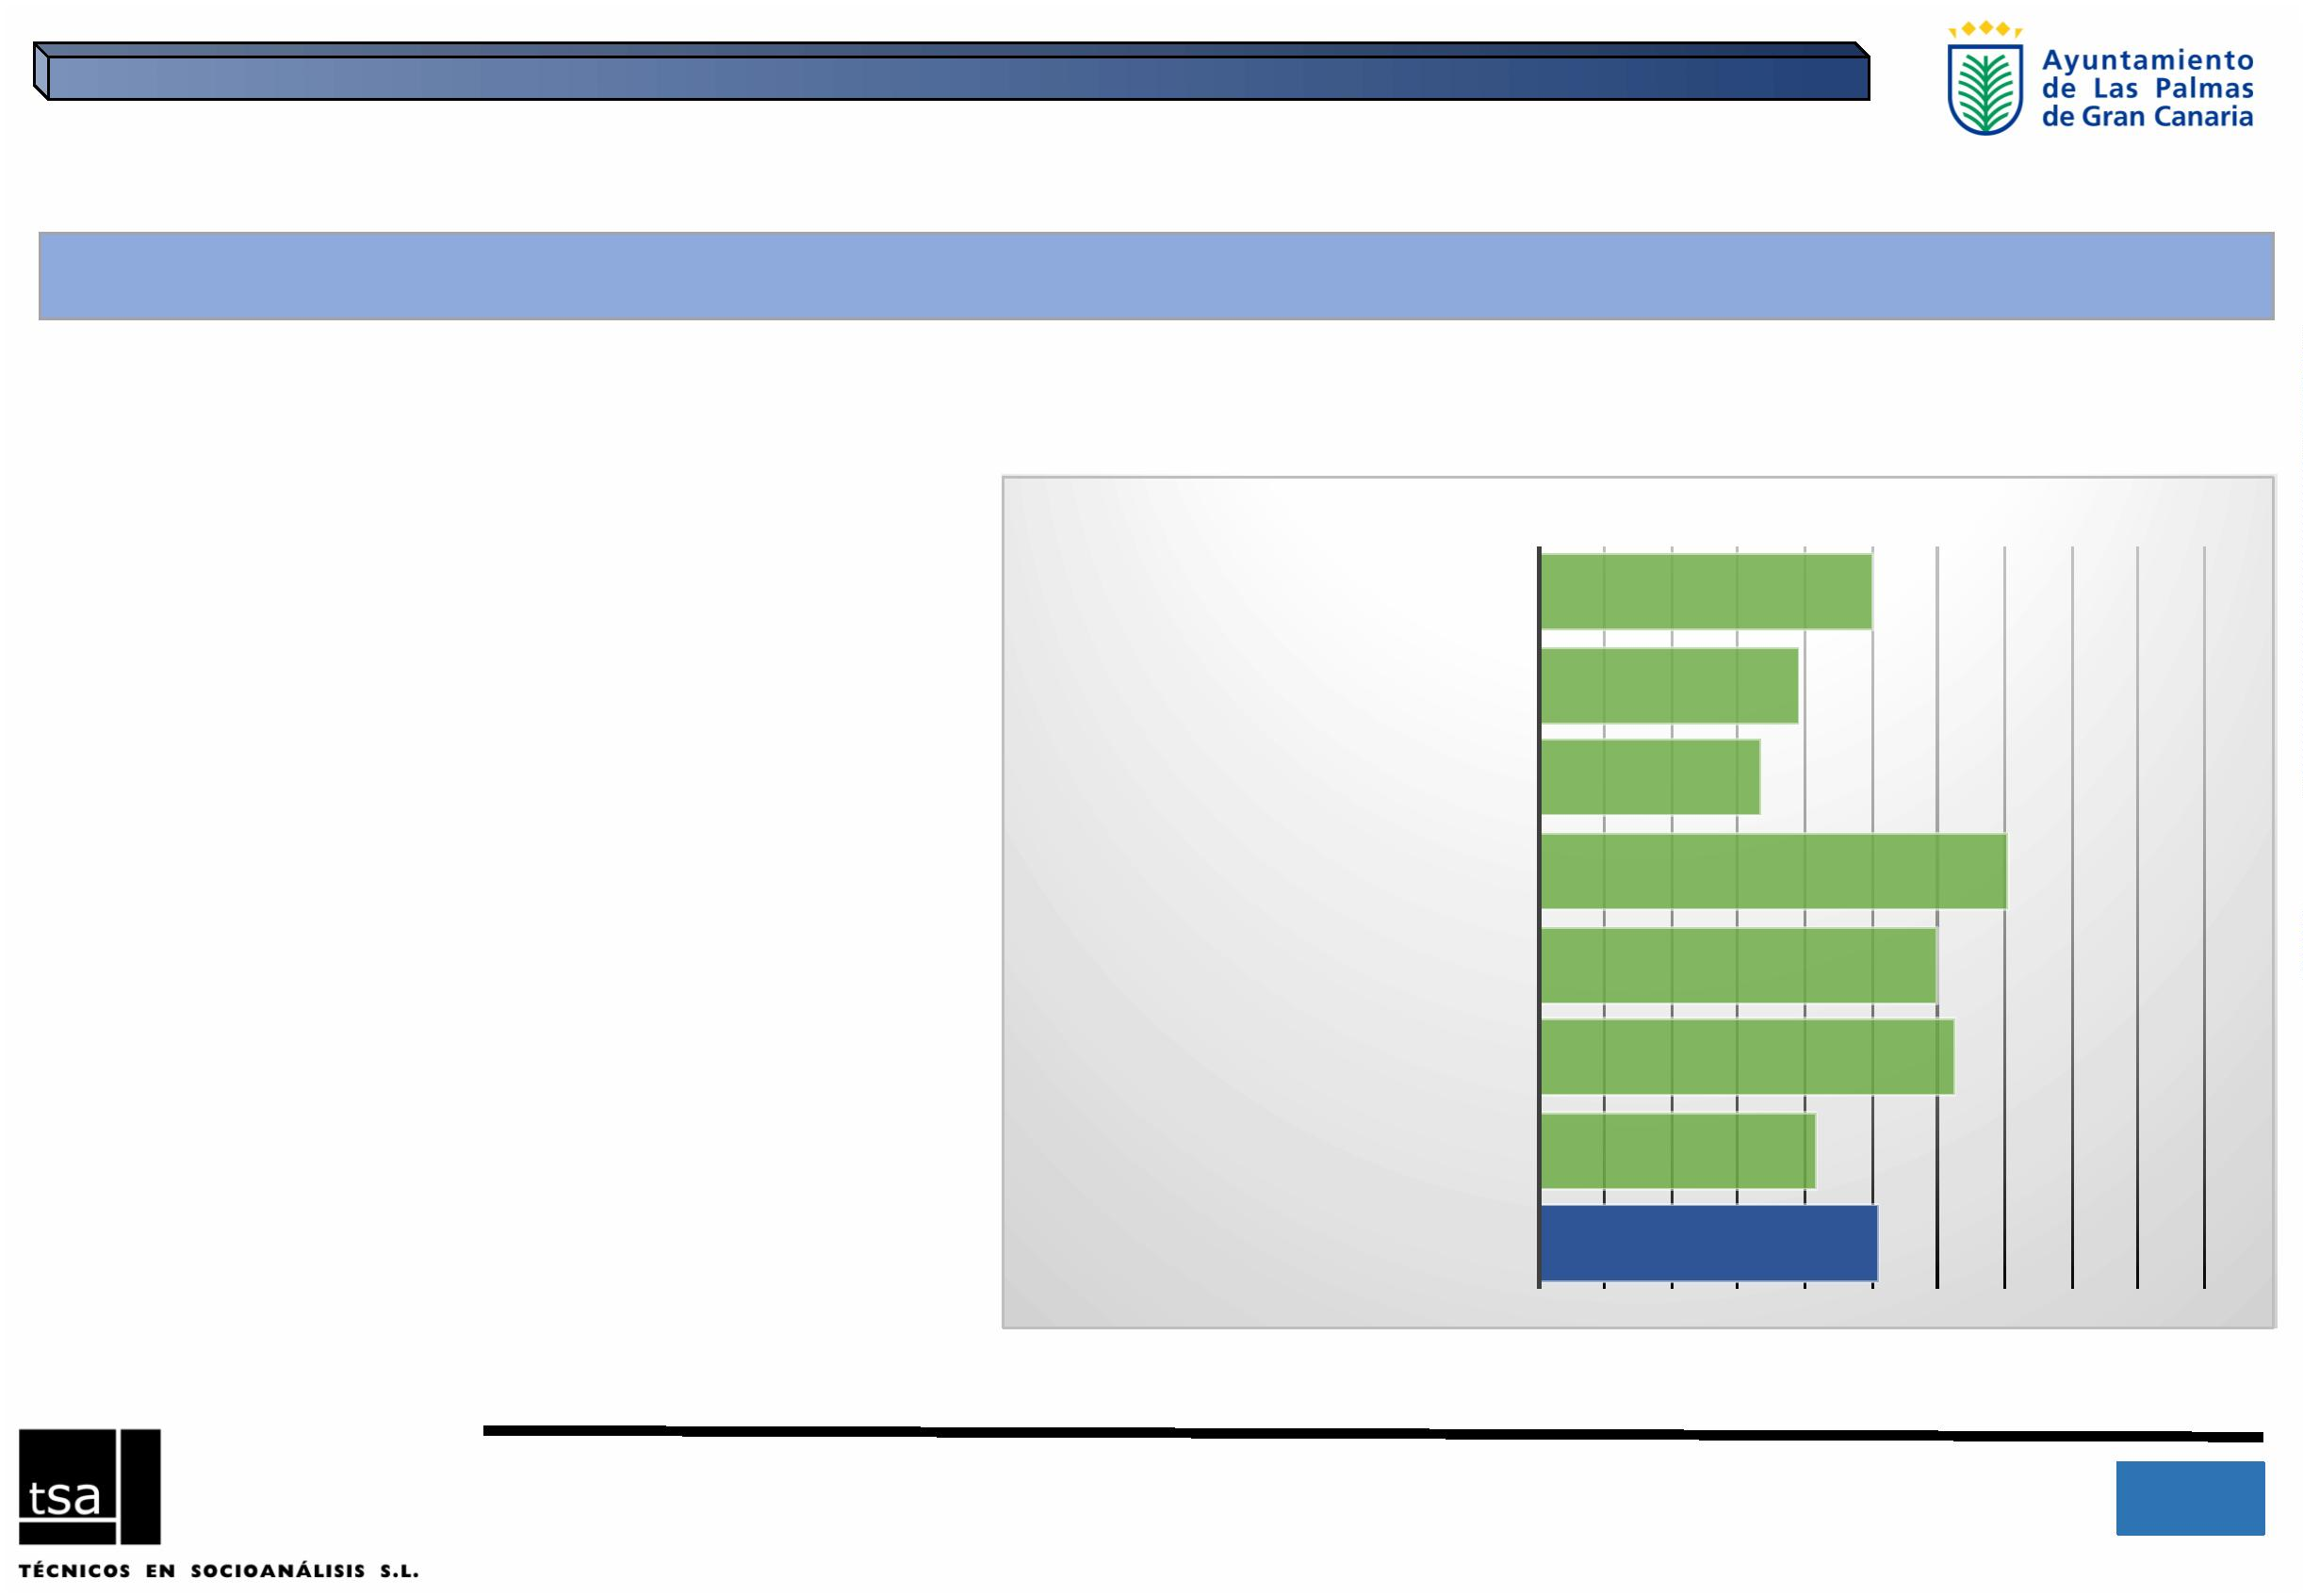 Ayuntamiento
de Las Palmas
de Gran Canaria
tsa
TÉCNICOS EN SOCIOANÁLISIS S.L.